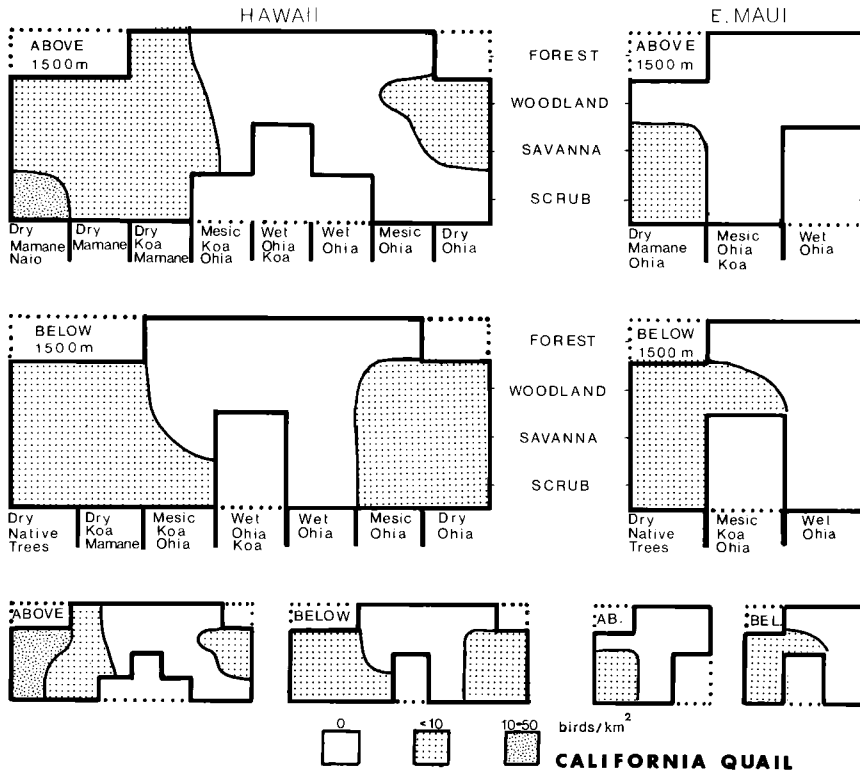 HAWAII
E. MAUI
ABOVE
1500m
FOREST
WOODLAND
SAVANNA
SCRUB
ABOVE
1500m
Dry
Mamane
Naio
Dry
Mamane
Dry
Koa
Mamane
Mesic
Koa
Ohia
Wet
Ohia
Koa
Wet
Ohia
Mesic
Ohia
Dry
Ohia
Dry
Mamane
Ohia
Mesic
Ohia
Koa
Wet
Ohia
BELOW
1500m
FOREST
WOODLAND
SAVANNA
SCRUB
BELOW
1500m
Dry
Native
Trees
Dry
Koa
Mamane
Mesic
Koa
Ohia
Wet
Ohia
Koa
Wet
Ohia
Mesic
Ohia
Dry
Ohia
Dry
Native
Trees
Mesic
Koa
Ohia
Wet
Ohia
ABOVE
BELOW
AB.
BEL.
0
<10
10-50
birds/km²
CALIFORNIA QUAIL